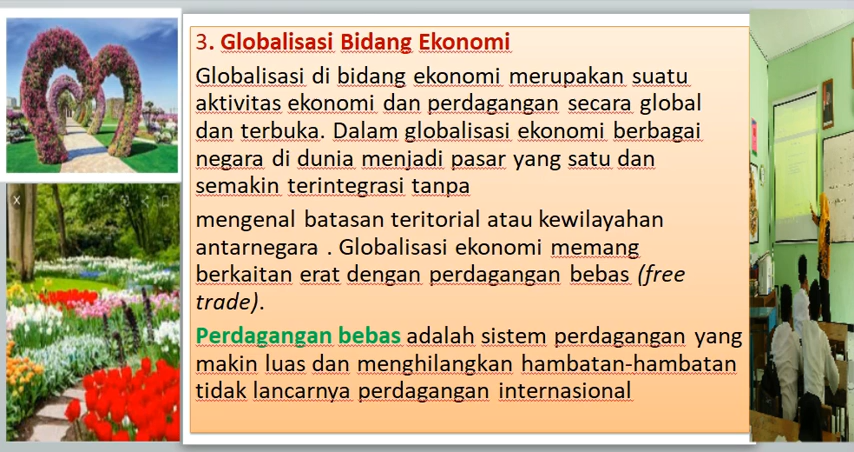 3. Globalisasi Bidang Ekonomi
Globalisasi di bidang ekonomi merupakan suatu
aktivitas ekonomi dan perdagangan secara global
dan terbuka. Dalam globalisasi ekonomi berbagai
negara di dunia menjadi pasar yang satu dan
semakin terintegrasi tanpa
mengenal batasan teritorial atau kewilayahan
antarnegara . Globalisasi ekonomi memang
berkaitan erat dengan perdagangan bebas (free
trade).
Perdagangan bebas adalah sistem perdagangan yang
makin luas dan menghilangkan hambatan-hambatan
tidak lancarnya perdagangan internasional